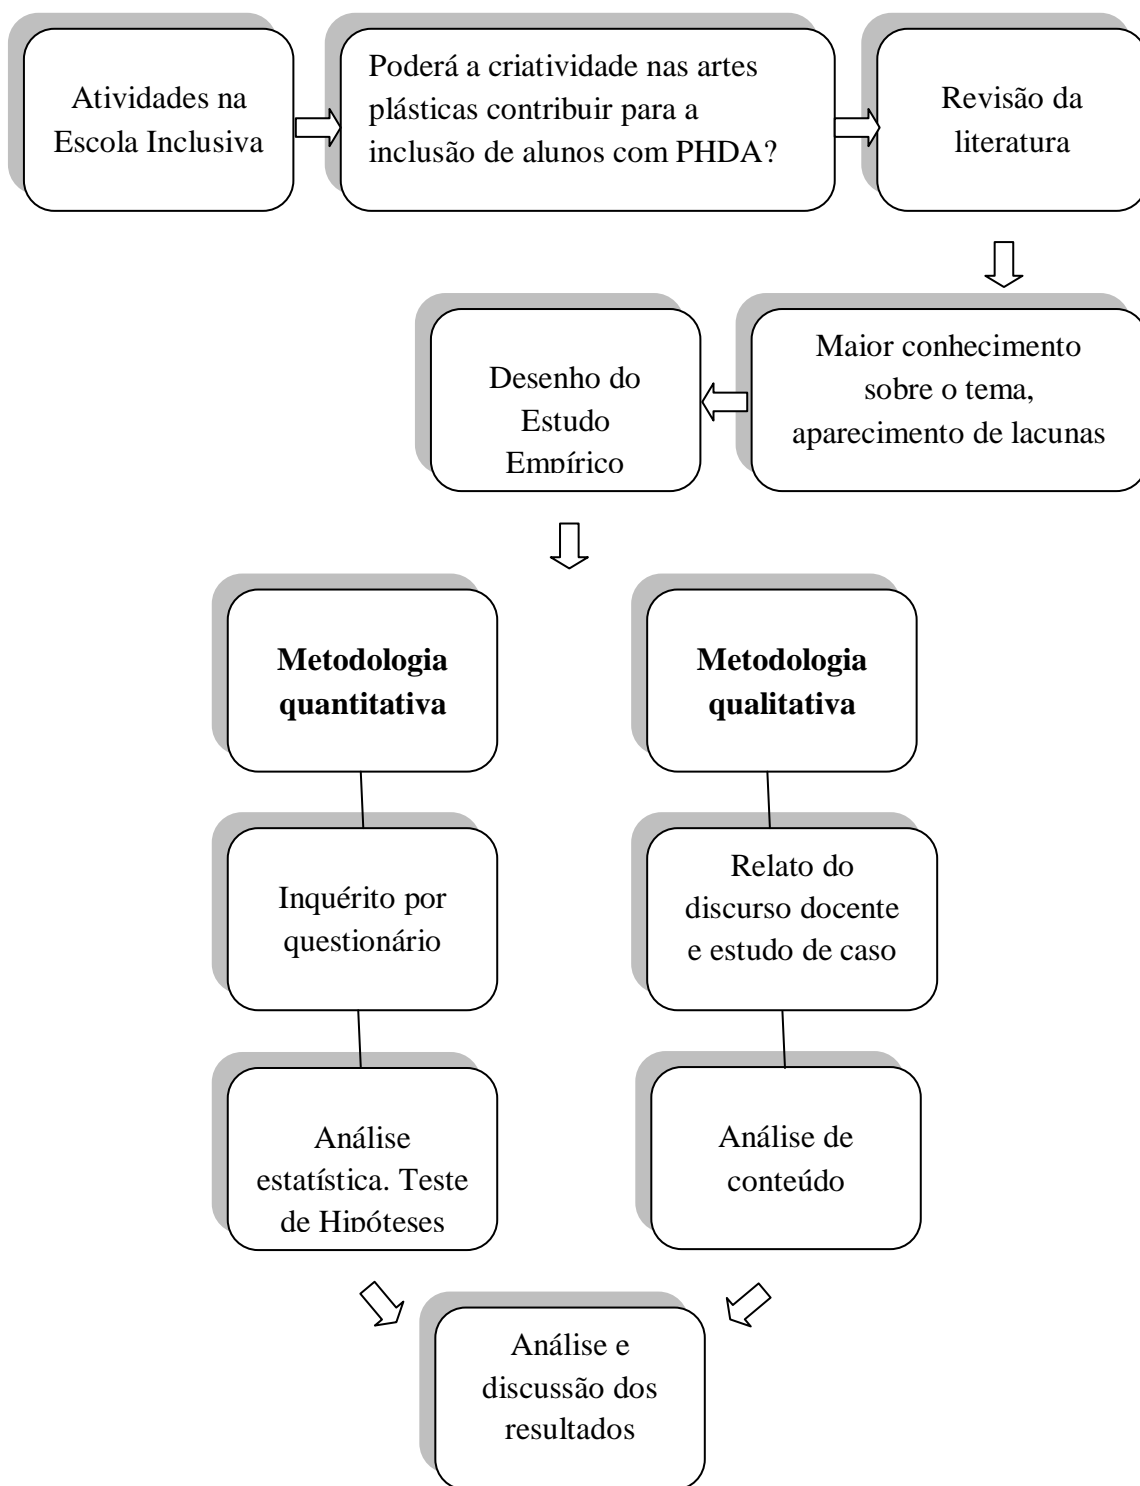 Atividades na
Escola Inclusiva
Poderá a criatividade nas artes
plásticas contribuir para a
inclusão de alunos com PHDA?
Revisão da
literatura
Maior conhecimento
sobre o tema,
aparecimento de lacunas
Desenho do
Estudo
Empírico
Metodologia
quantitativa
Metodologia
qualitativa
Inquérito por
questionário
Relato do
discurso docente
e estudo de caso
Análise
estatística. Teste
de Hipóteses
Análise de
conteúdo
Análise e
discussão dos
resultados